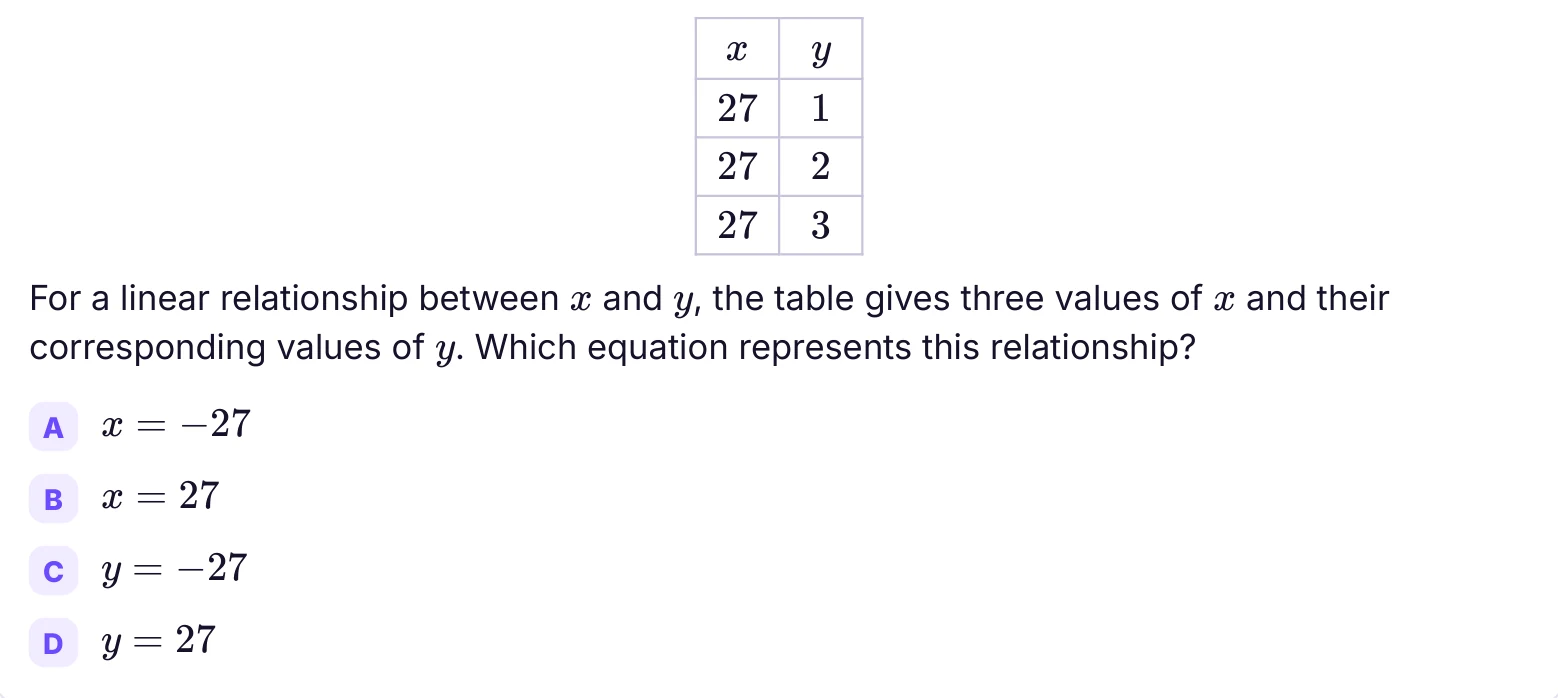 x y
27 1
27 2
27 3
For a linear relationship between x and y, the table gives three values of x and their
corresponding values of y. Which equation represents this relationship?
A x = −27
B x = 27
C y = −27
D y = 27